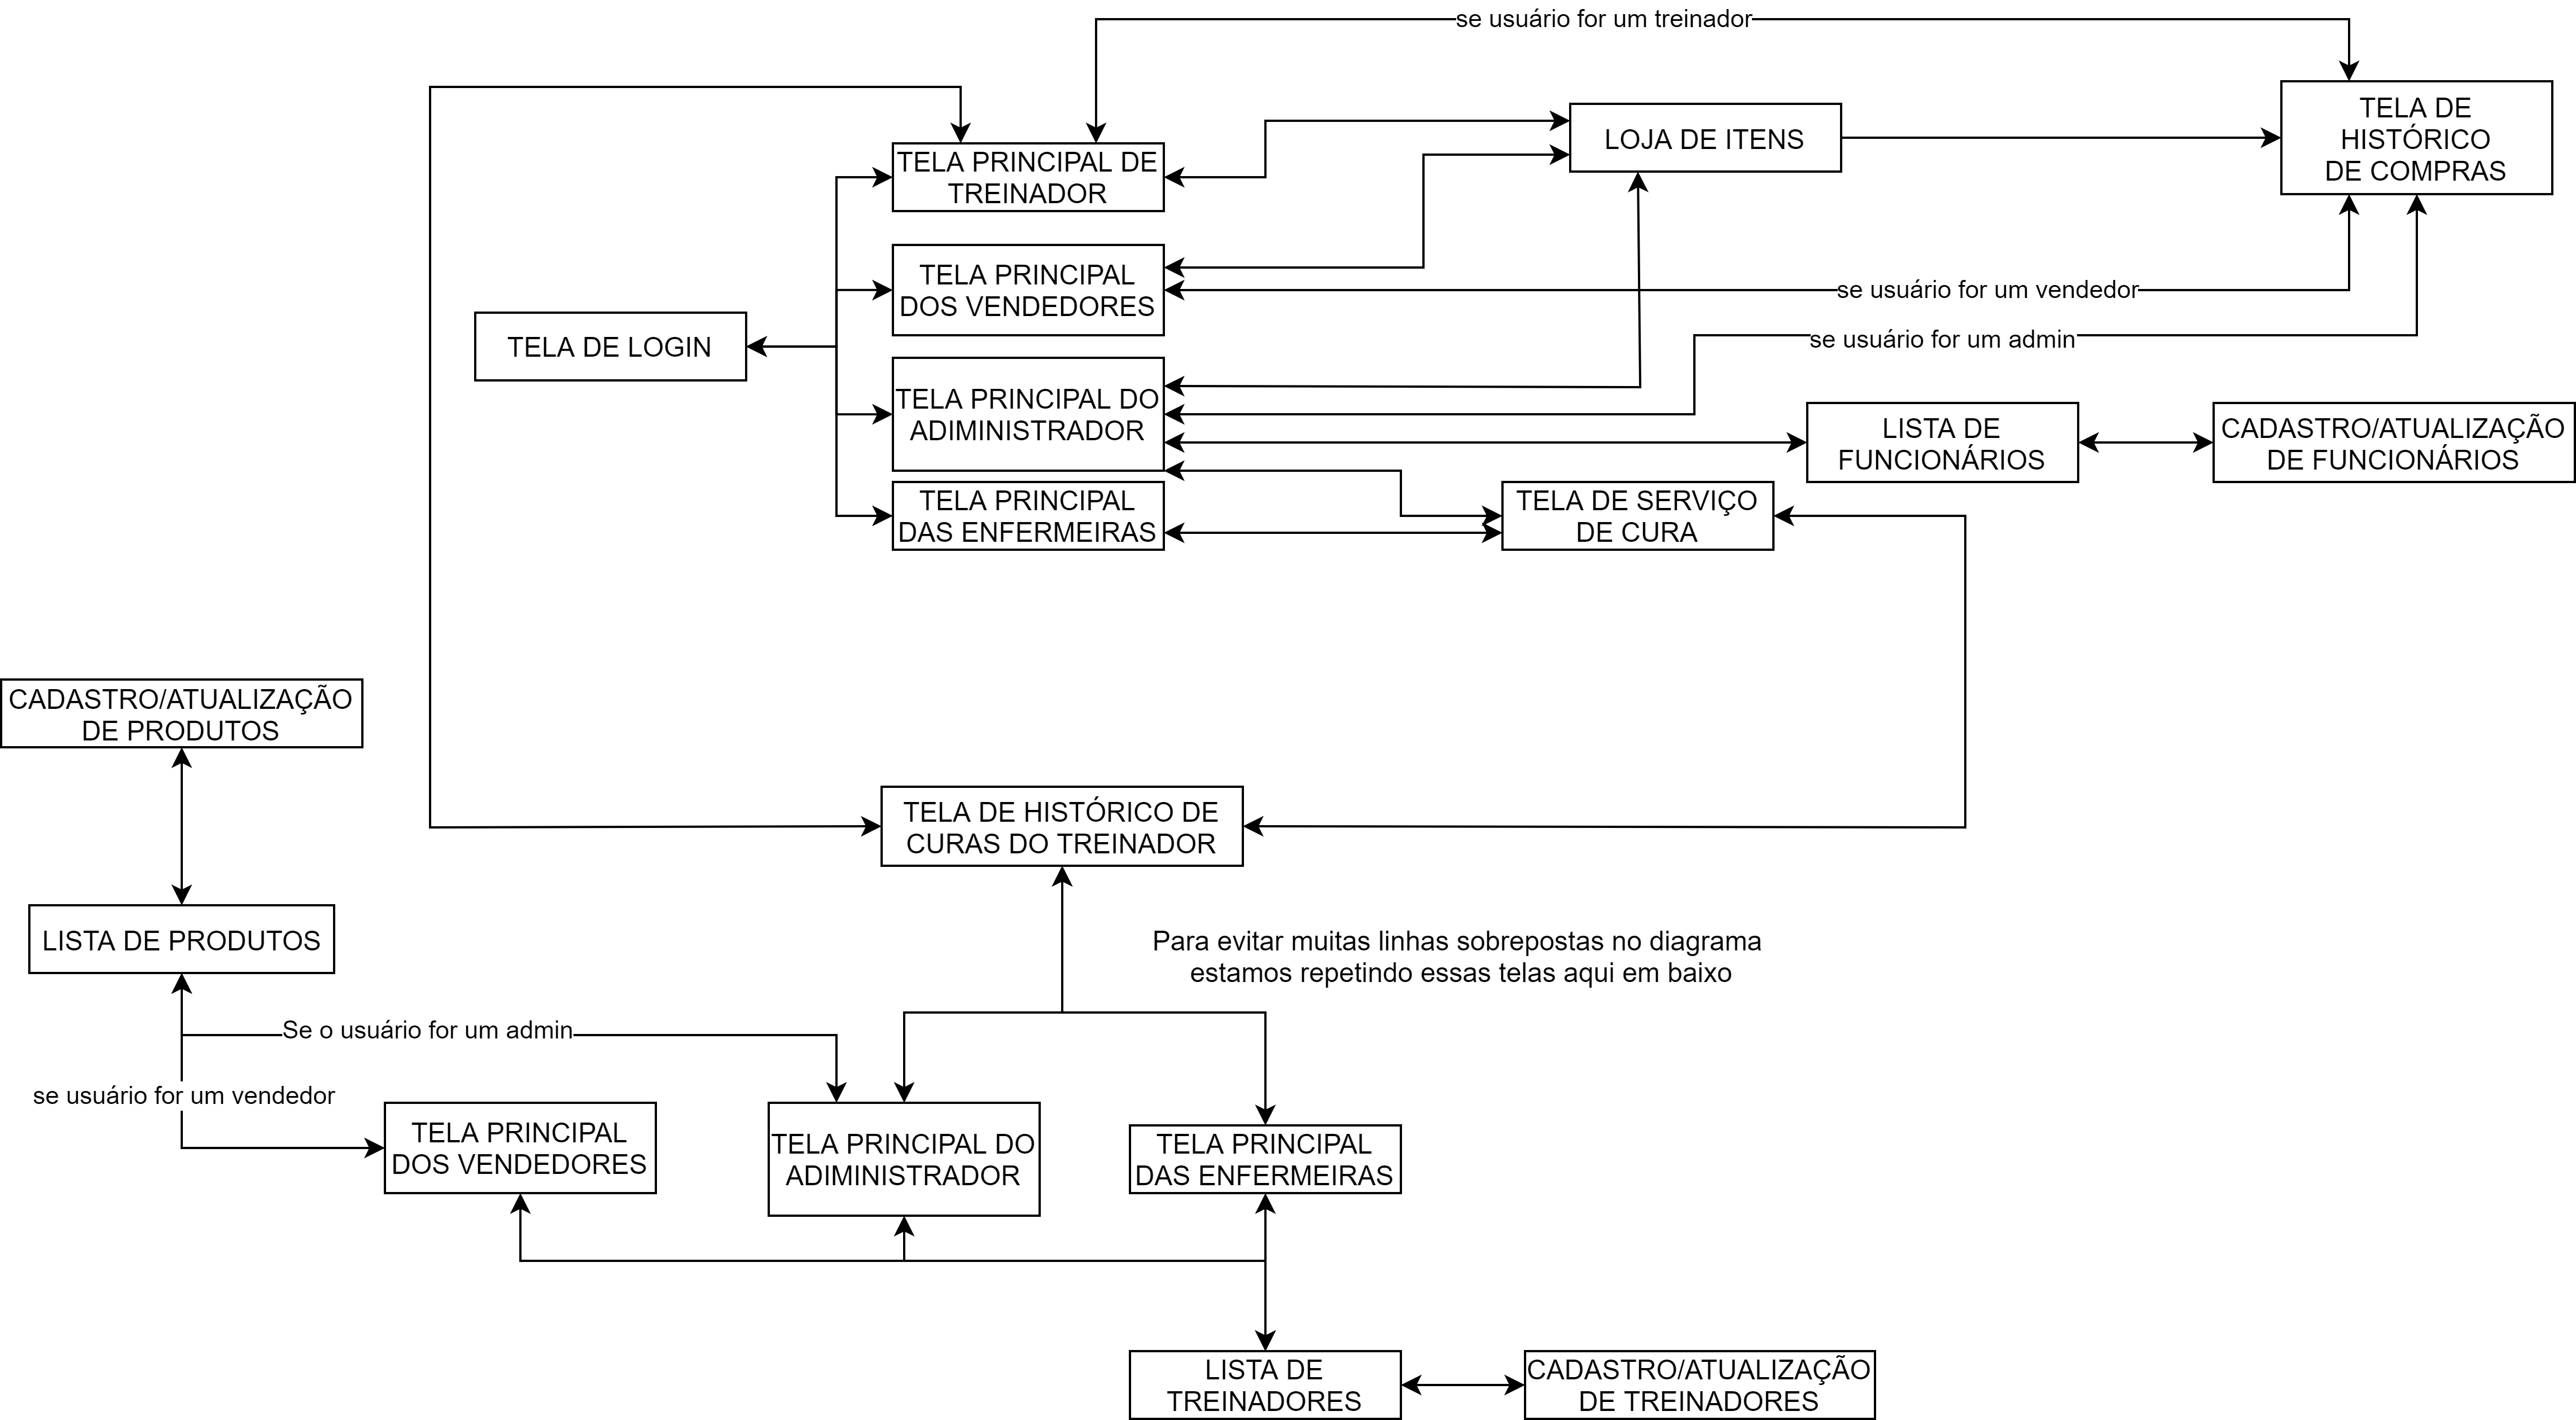 se usuário for um treinador
TELA DE
HISTÓRICO
DE COMPRAS
LOJA DE ITENS
TELA PRINCIPAL DE
TREINADOR
TELA PRINCIPAL
DOS VENDEDORES
se usuário for um vendedor
TELA DE LOGIN
se usuário for um admin
TELA PRINCIPAL DO
ADIMINISTRADOR
LISTA DE
FUNCIONÁRIOS
CADASTRO/ATUALIZAÇÃO
DE FUNCIONÁRIOS
TELA PRINCIPAL
DAS ENFERMEIRAS
TELA DE SERVIÇO
DE CURA
CADASTRO/ATUALIZAÇÃO
DE PRODUTOS
TELA DE HISTÓRICO DE
CURAS DO TREINADOR
LISTA DE PRODUTOS
Para evitar muitas linhas sobrepostas no diagrama
estamos repetindo essas telas aqui em baixo
Se o usuário for um admin
se usuário for um vendedor
TELA PRINCIPAL
DOS VENDEDORES
TELA PRINCIPAL DO
ADIMINISTRADOR
TELA PRINCIPAL
DAS ENFERMEIRAS
LISTA DE
TREINADORES
CADASTRO/ATUALIZAÇÃO
DE TREINADORES